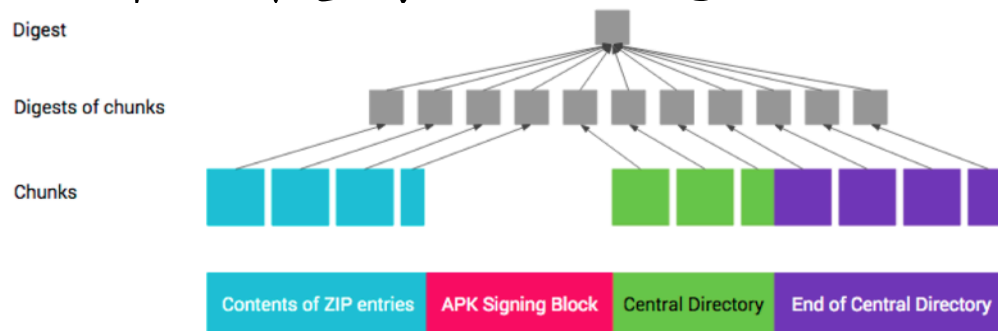 Digest
Digests of chunks
Chunks
Contents of ZIP entries APK Signing Block Central Directory End of Central Directory